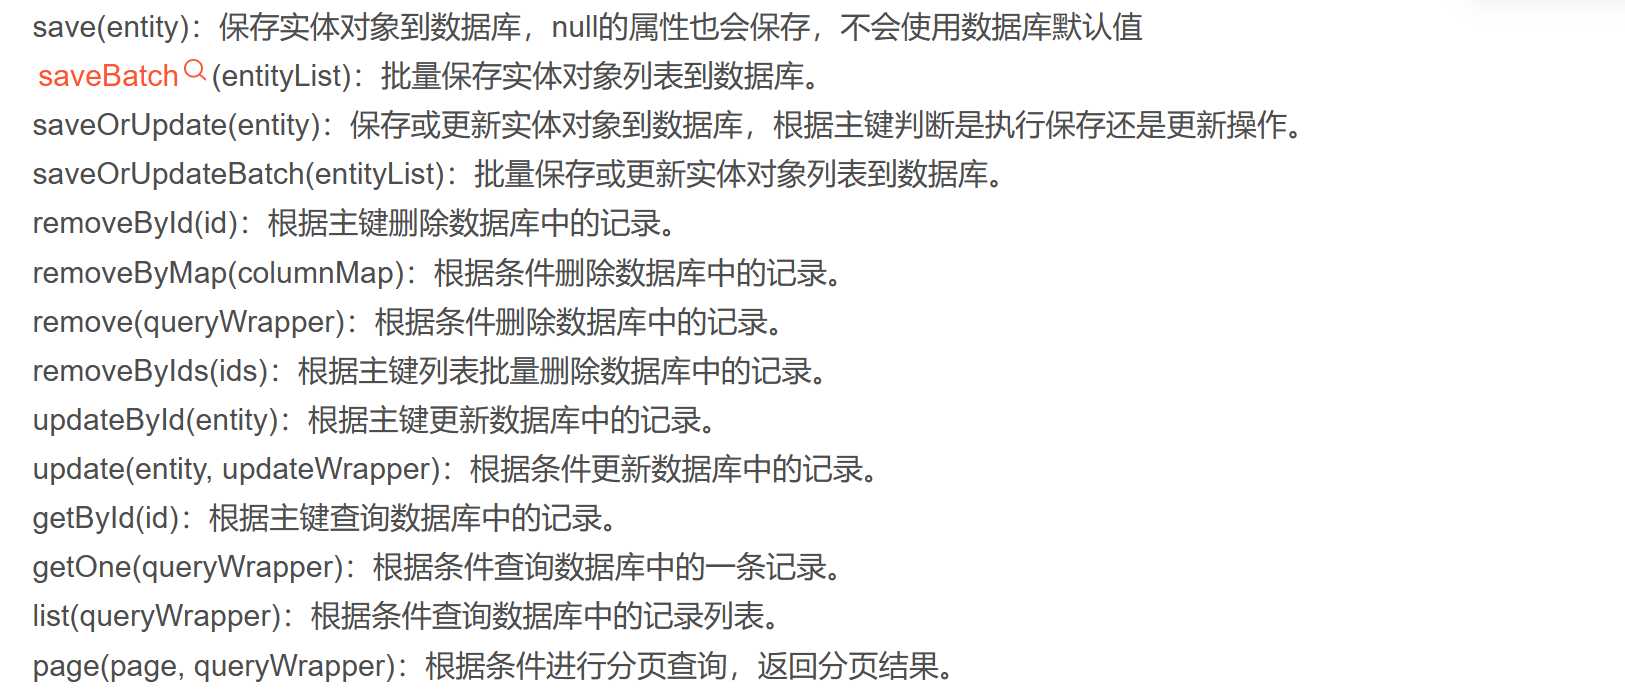 save(entity)：保存实体对象到数据库，null的属性也会保存，不会使用数据库默认值
saveBatch(entityList)：批量保存实体对象列表到数据库。
saveOrUpdate(entity)：保存或更新实体对象到数据库，根据主键判断是执行保存还是更新操作。
saveOrUpdateBatch(entityList)：批量保存或更新实体对象列表到数据库。
removeById(id)：根据主键删除数据库中的记录。
removeByMap(columnMap)：根据条件删除数据库中的记录。
remove(queryWrapper)：根据条件删除数据库中的记录。
removeByIds(ids)：根据主键列表批量删除数据库中的记录。
updateById(entity)：根据主键更新数据库中的记录。
update(entity, updateWrapper)：根据条件更新数据库中的记录。
getById(id)：根据主键查询数据库中的记录。
getOne(queryWrapper)：根据条件查询数据库中的一条记录。
list(queryWrapper)：根据条件查询数据库中的记录列表。
page(page, queryWrapper)：根据条件进行分页查询，返回分页结果。